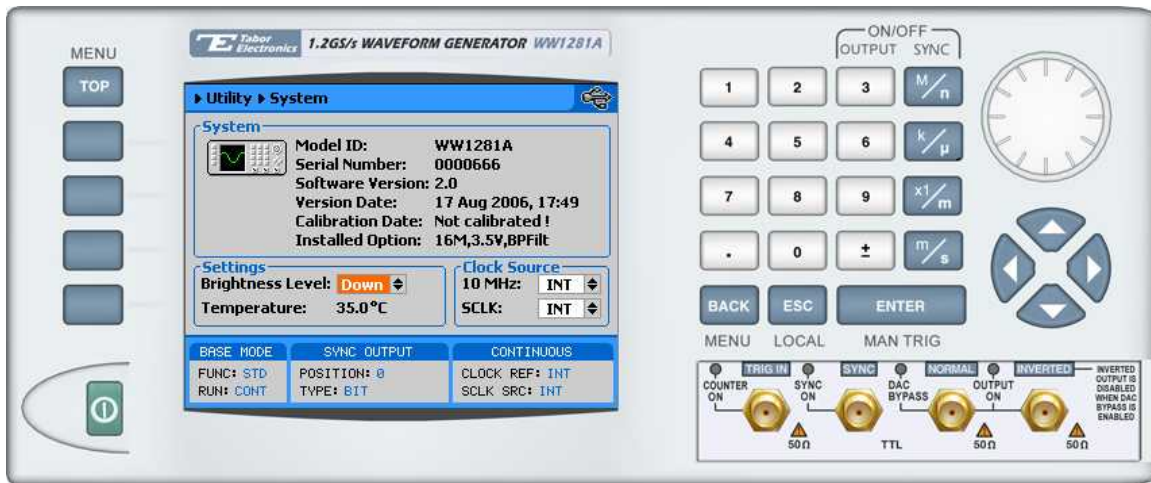 MENU
TOP
Tabor Electronics 1.2GS/s WAVEFORM GENERATOR WW1281A
Utility System
System
Model ID: WW1281A
Serial Number: 0000666
Software Version: 2.0
Version Date: 17 Aug 2006, 17:49
Calibration Date: Not calibrated !
Installed Option: 16M,3.5V,BPFilt
Settings
Brightness Level: Down
Temperature: 35.0°C
Clock Source
10 MHz: INT
SCLK: INT
BASE MODE
FUNC: STD
RUN: CONT
SYNC OUTPUT
POSITION: 0
TYPE: BIT
CONTINUOUS
CLOCK REF: INT
SCLK SRC: INT
ON/OFF
OUTPUT SYNC
1 2 3 M/n
4 5 6 k/µ
7 8 9 x1/m
. 0 ± m/s
BACK ESC ENTER
MENU LOCAL MAN TRIG
TRIG IN SYNC NORMAL INVERTED
COUNTER ON
SYNC ON
DAC BYPASS
OUTPUT ON
INVERTED
OUTPUT IS
DISABLED
WHEN DAC
BYPASS IS
ENABLED
50Ω TTL 50Ω 50Ω